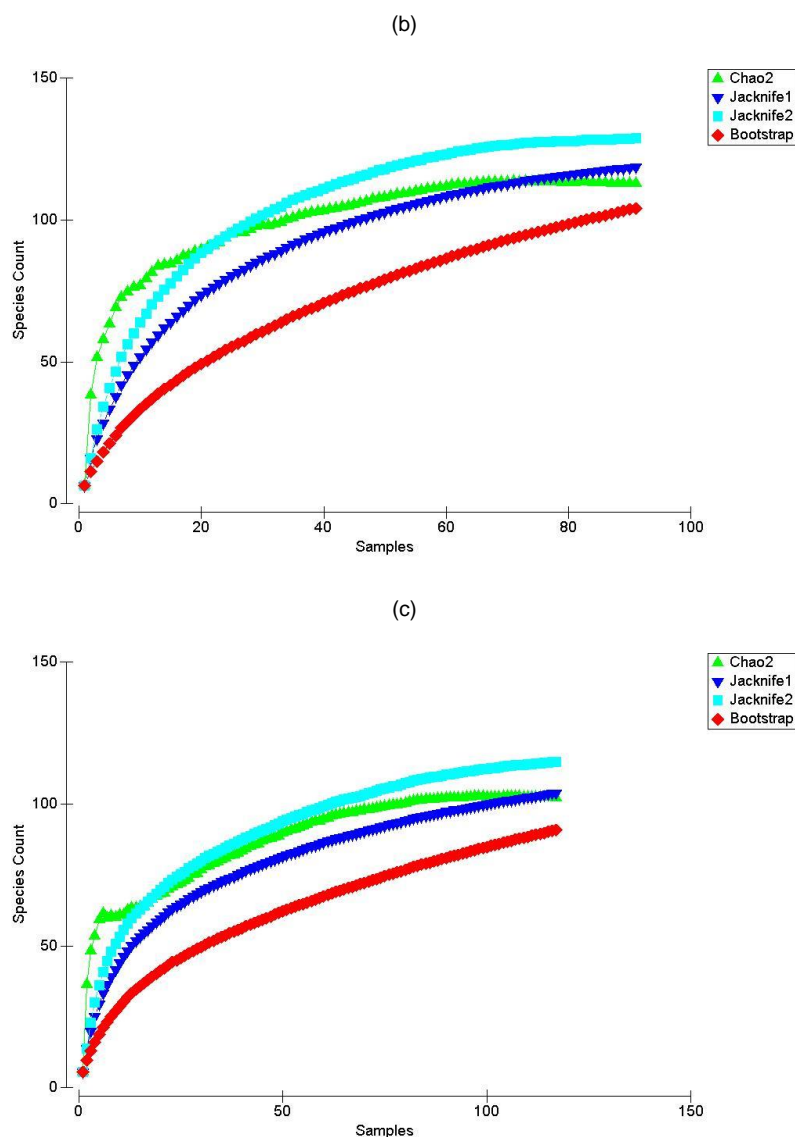 (b)
150
100
50
0
Species Count
0 20 40 60 80 100
Samples
Chao2
Jacknife1
Jacknife2
Bootstrap
(c)
150
100
50
0
Species Count
0 50 100 150
Samples
Chao2
Jacknife1
Jacknife2
Bootstrap